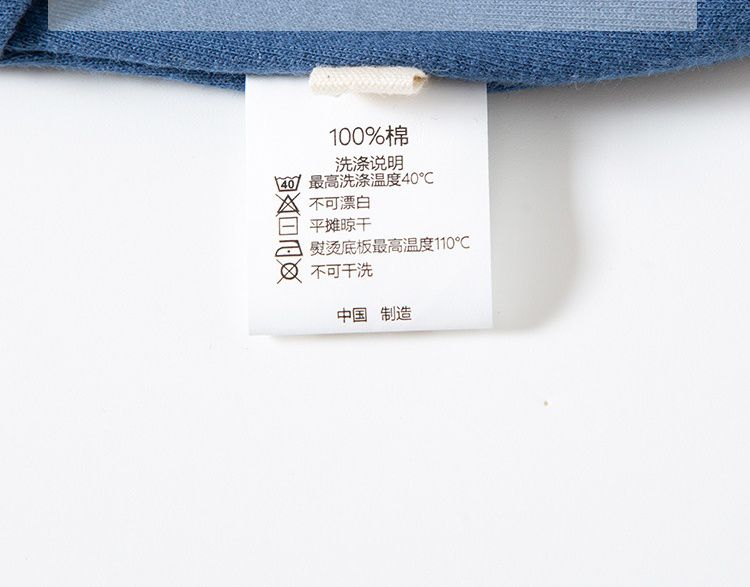 100%棉
洗涤说明
40 最高洗涤温度40℃
不可漂白
平摊晾干
熨烫底板最高温度110℃
不可干洗
中国 制造